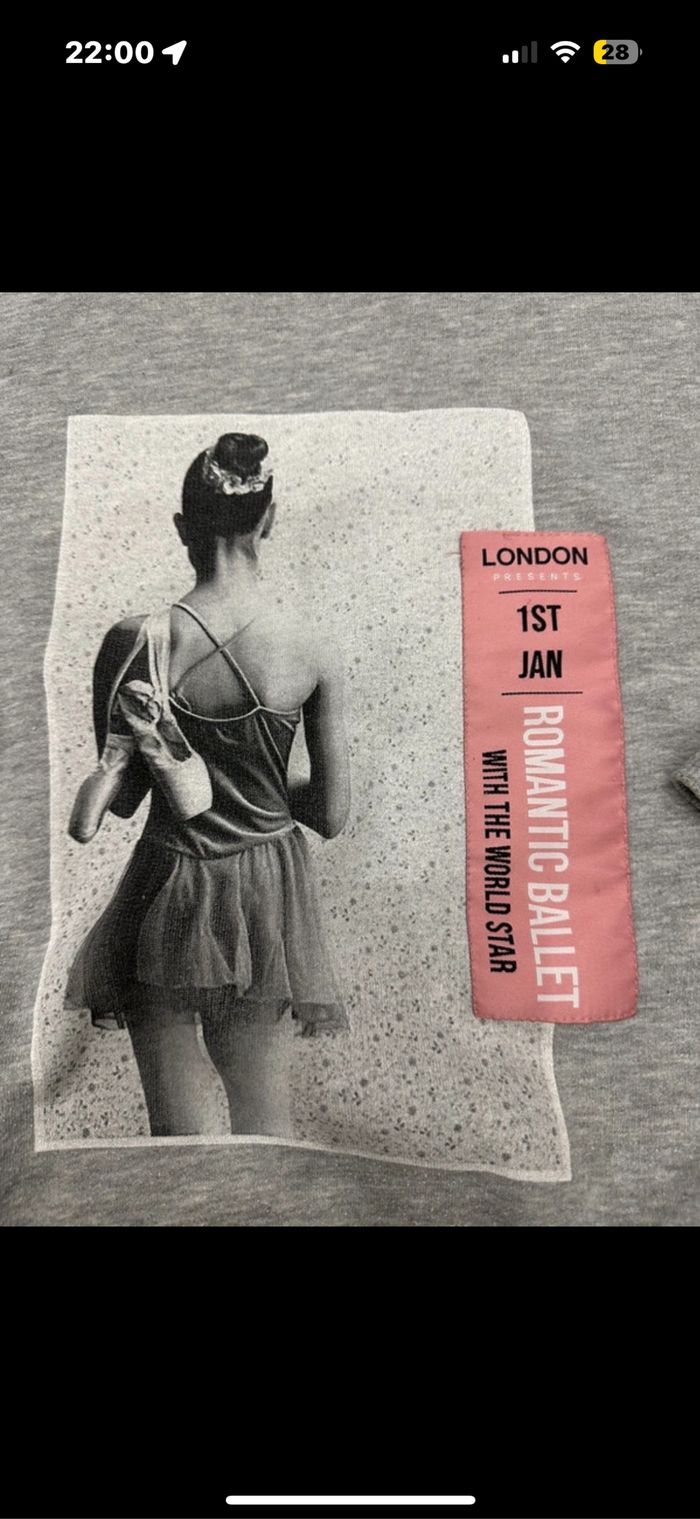 22:00
28
LONDON
PRESENTS
1ST
JAN
ROMANTIC BALLET
WITH THE WORLD STAR